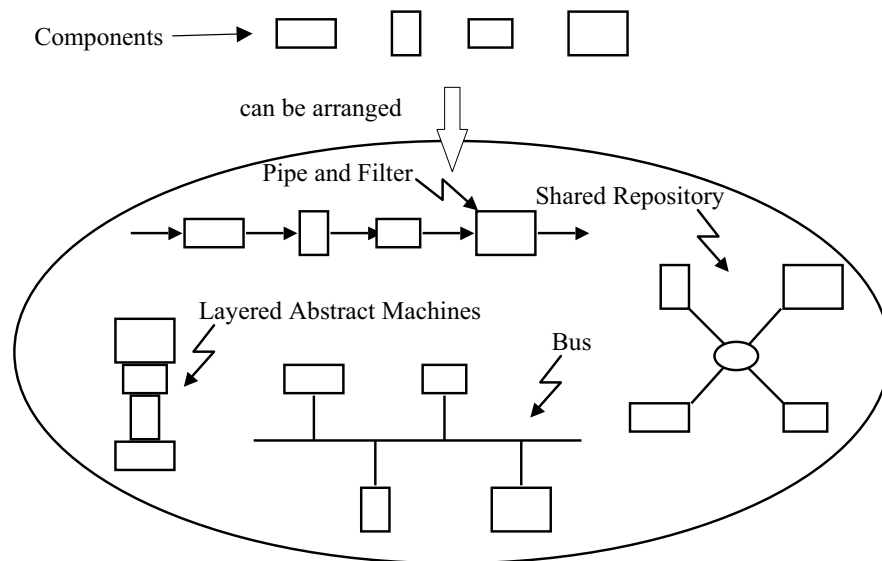 Components
can be arranged
Pipe and Filter
Shared Repository
Layered Abstract Machines
Bus